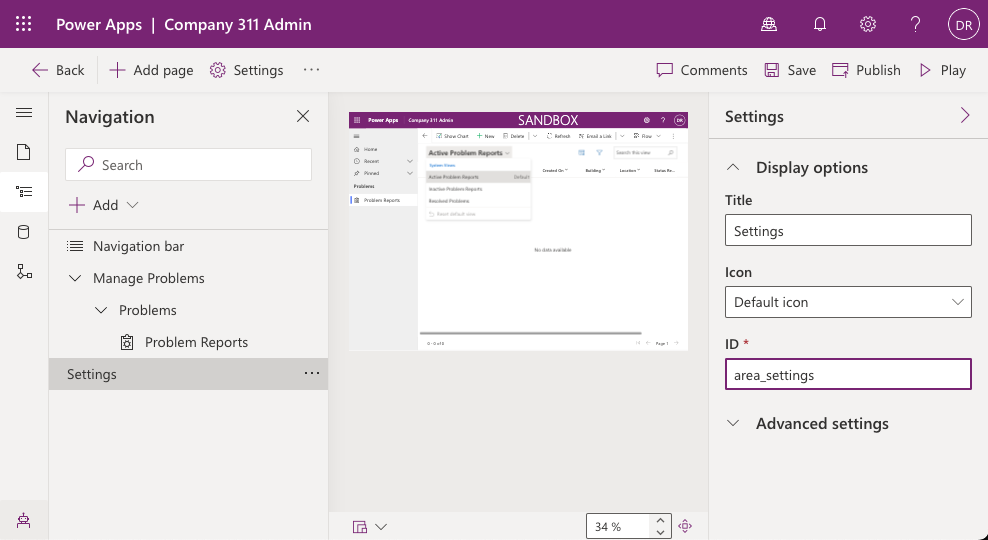 Power Apps | Company 311 Admin
DR
Back
Add page
Settings
Comments
Save
Publish
Play
Navigation
Search
Add
Navigation bar
Manage Problems
Problems
Problem Reports
Settings
Power Apps
Company 311 Admin
SANDBOX
DR
Show Chart
New
Delete
Refresh
Email a Link
Flow
Home
Recent
Pinned
Problems
Problem Reports
Active Problem Reports
Search this view
System Views
Active Problem Reports
Default
Inactive Problem Reports
Resolved Problems
Reset default view
Created On
Building
Location
Status Re...
No data available
0 - 0 of 0
Page 1
34 %
Settings
Display options
Title
Settings
Icon
Default icon
ID *
area_settings
Advanced settings